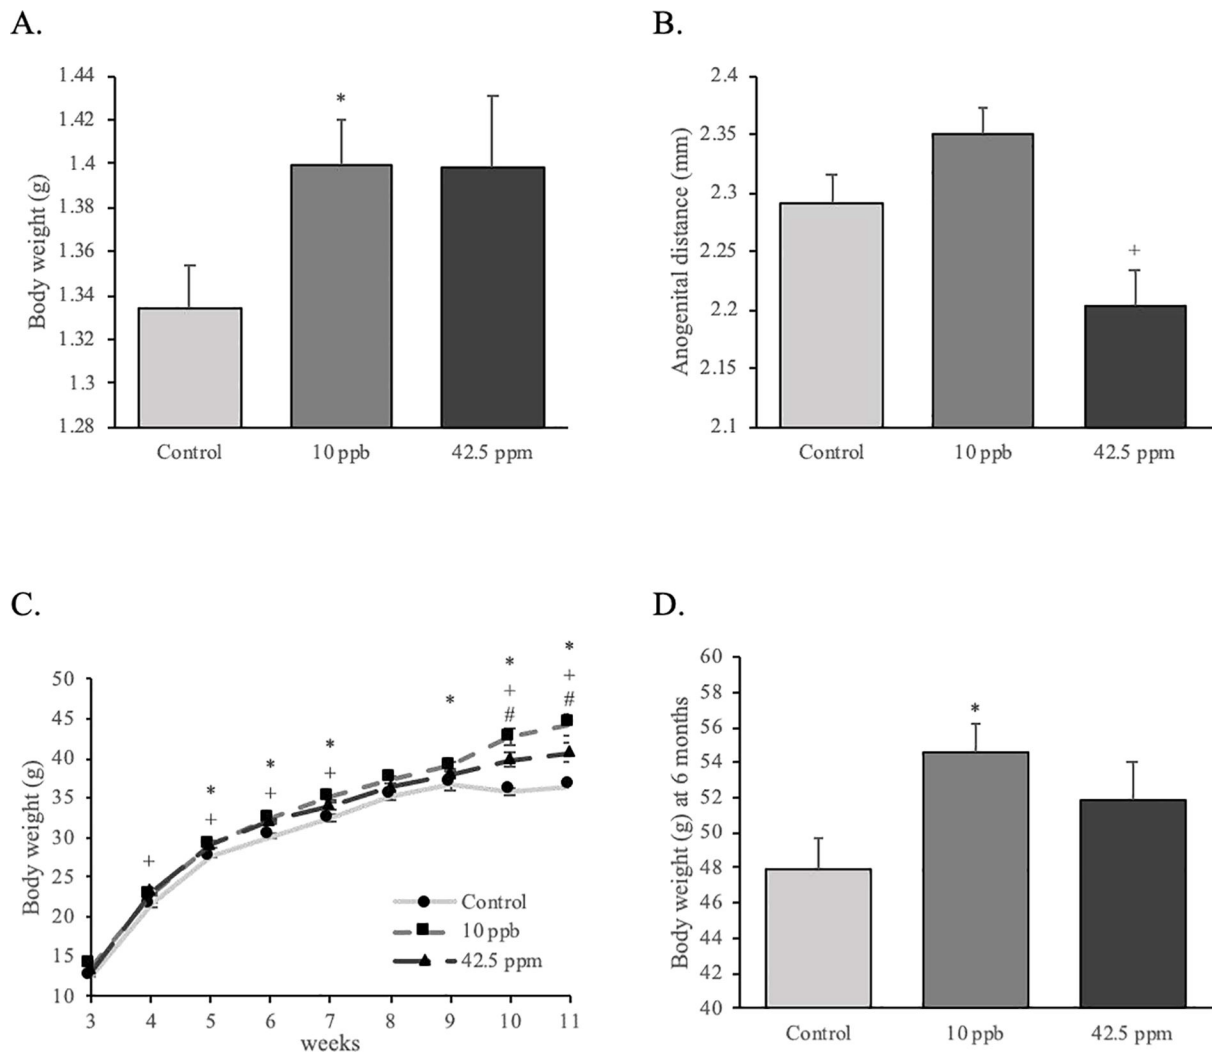 A.
Body weight (g)
1.44
1.42
1.4
1.38
1.36
1.34
1.32
1.3
1.28
*
Control
10 ppb
42.5 ppm
B.
Anogenital distance (mm)
2.4
2.35
2.3
2.25
2.2
2.15
2.1
+
Control
10 ppb
42.5 ppm
C.
Body weight (g)
50
45
40
35
30
25
20
15
10
+
*
+
*
+
*
+
*
*
+
#
*
+
#
Control
10 ppb
42.5 ppm
3 4 5 6 7 8 9 10 11
weeks
D.
Body weight (g) at 6 months
60
58
56
54
52
50
48
46
44
42
40
*
Control
10 ppb
42.5 ppm